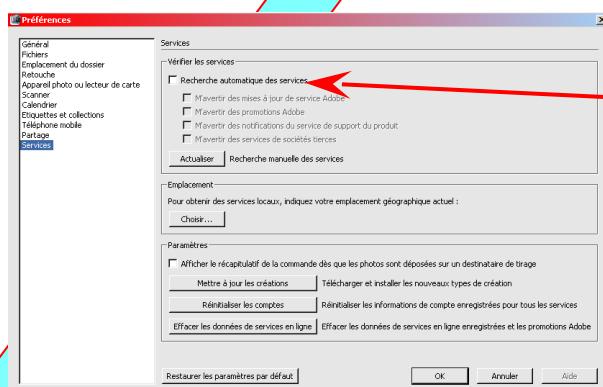 Préférences
Général
Fichiers
Emplacement du dossier
Retouche
Appareil photo ou lecteur de carte
Scanner
Calendrier
Etiquettes et collections
Téléphone mobile
Partage
Services
Services
Vérifier les services
Recherche automatique des services
M'avertir des mises à jour de service Adobe
M'avertir des promotions Adobe
M'avertir des notifications du service de support du produit
M'avertir des services de sociétés tierces
Actualiser Recherche manuelle des services
Emplacement
Pour obtenir des services locaux, indiquez votre emplacement géographique actuel :
Choisir...
Paramètres
Afficher le récapitulatif de la commande dès que les photos sont déposées sur un destinataire de tirage
Mettre à jour les créations Télécharger et installer les nouveaux types de création
Réinitialiser les comptes Réinitialiser les informations de compte enregistrées pour tous les services
Effacer les données de services en ligne Effacer les données de services en ligne enregistrées et les promotions Adobe
Restaurer les paramètres par défaut OK Annuler Aide